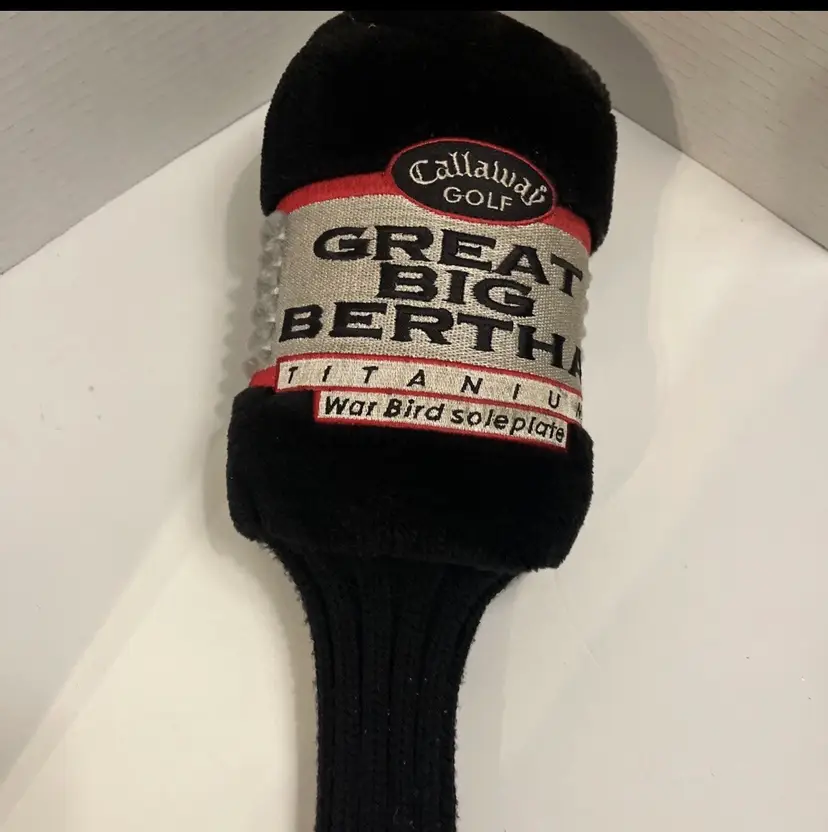 Callaway
GOLF
GREAT
BIG
BERTHA
TITANIUM
War Bird soleplate